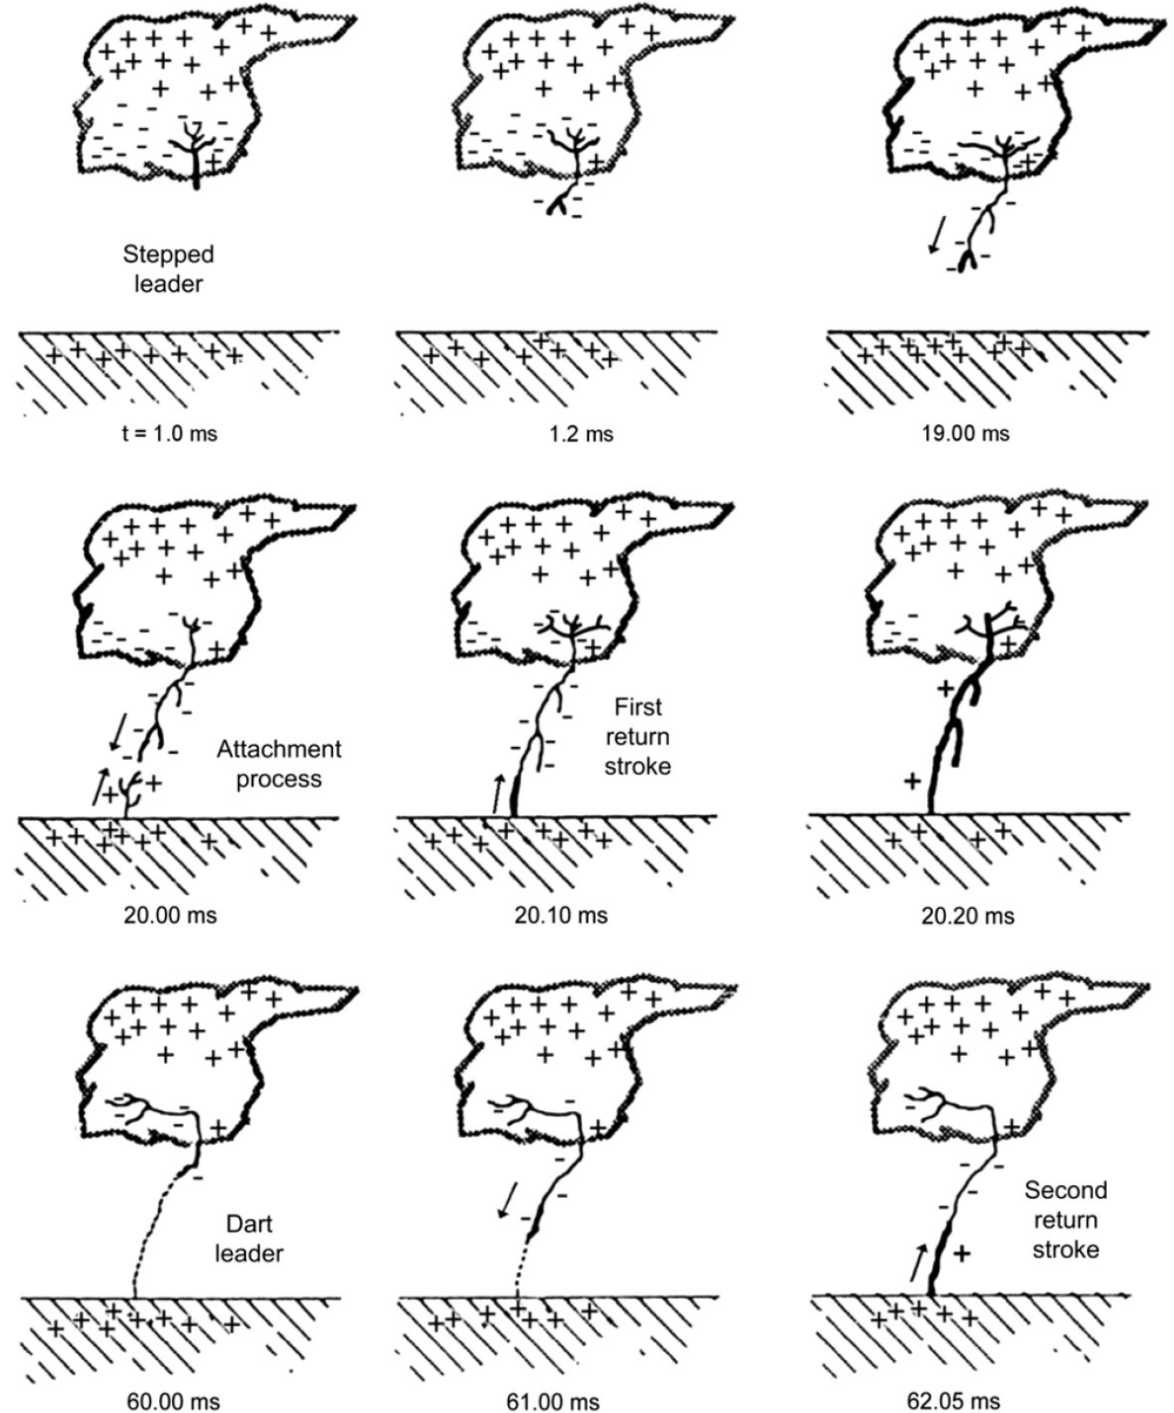 Stepped
leader
t = 1.0 ms
1.2 ms
19.00 ms
Attachment
process
First
return
stroke
20.00 ms
20.10 ms
20.20 ms
Dart
leader
Second
return
stroke
60.00 ms
61.00 ms
62.05 ms